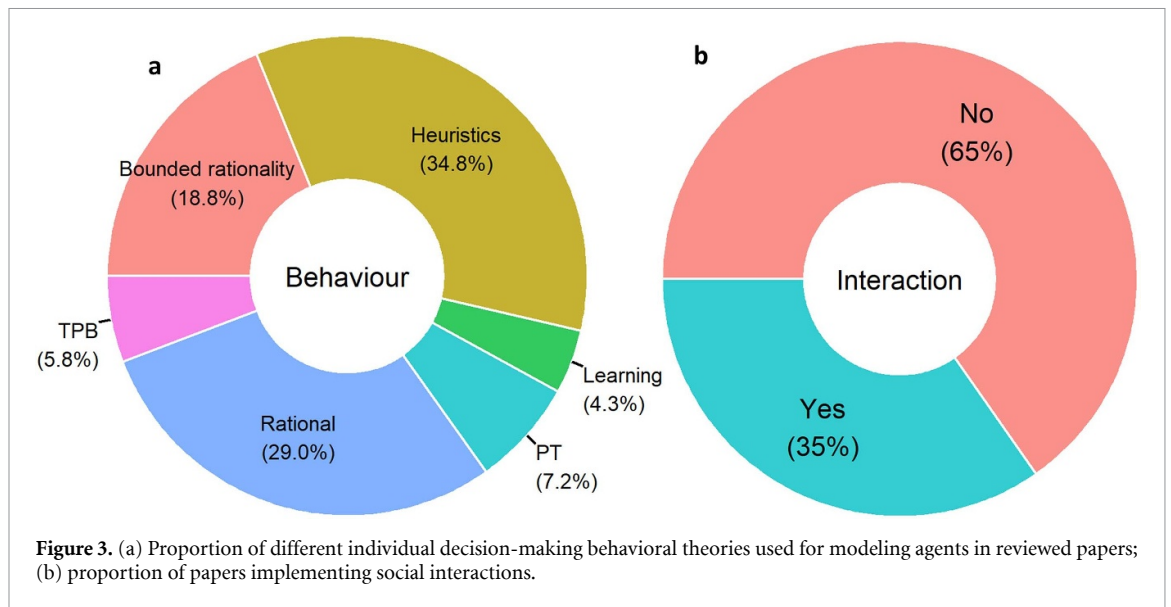 a
Bounded rationality
(18.8%)
Heuristics
(34.8%)
Behaviour
TPB
(5.8%)
Learning
(4.3%)
Rational
(29.0%)
PT
(7.2%)
b
No
(65%)
Interaction
Yes
(35%)
Figure 3. (a) Proportion of different individual decision-making behavioral theories used for modeling agents in reviewed papers;
(b) proportion of papers implementing social interactions.